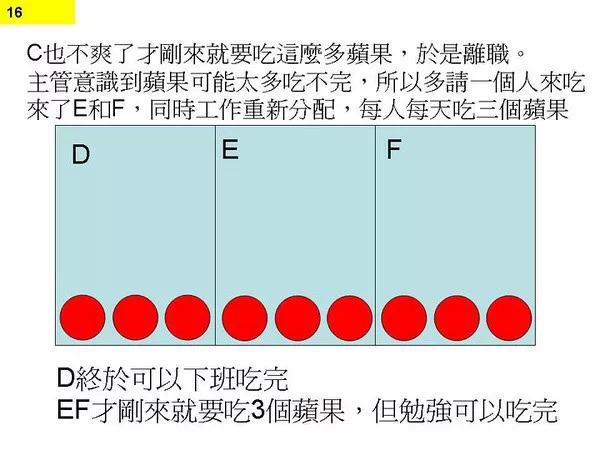 16
C也不爽了才剛來就要吃這麼多蘋果，於是離職。
主管意識到蘋果可能太多吃不完，所以多請一個人來吃
來了E和F，同時工作重新分配，每人每天吃三個蘋果
D
E
F
D終於可以下班吃完
EF才剛來就要吃3個蘋果，但勉強可以吃完